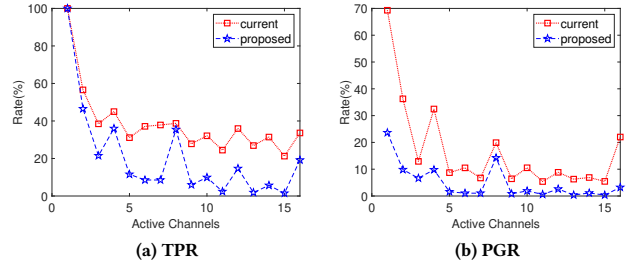 100
80
60
40
20
0
Rate(%)
current
proposed
0
5
10
15
Active Channels
(a) TPR
70
60
50
40
30
20
10
0
Rate(%)
current
proposed
0
5
10
15
Active Channels
(b) PGR